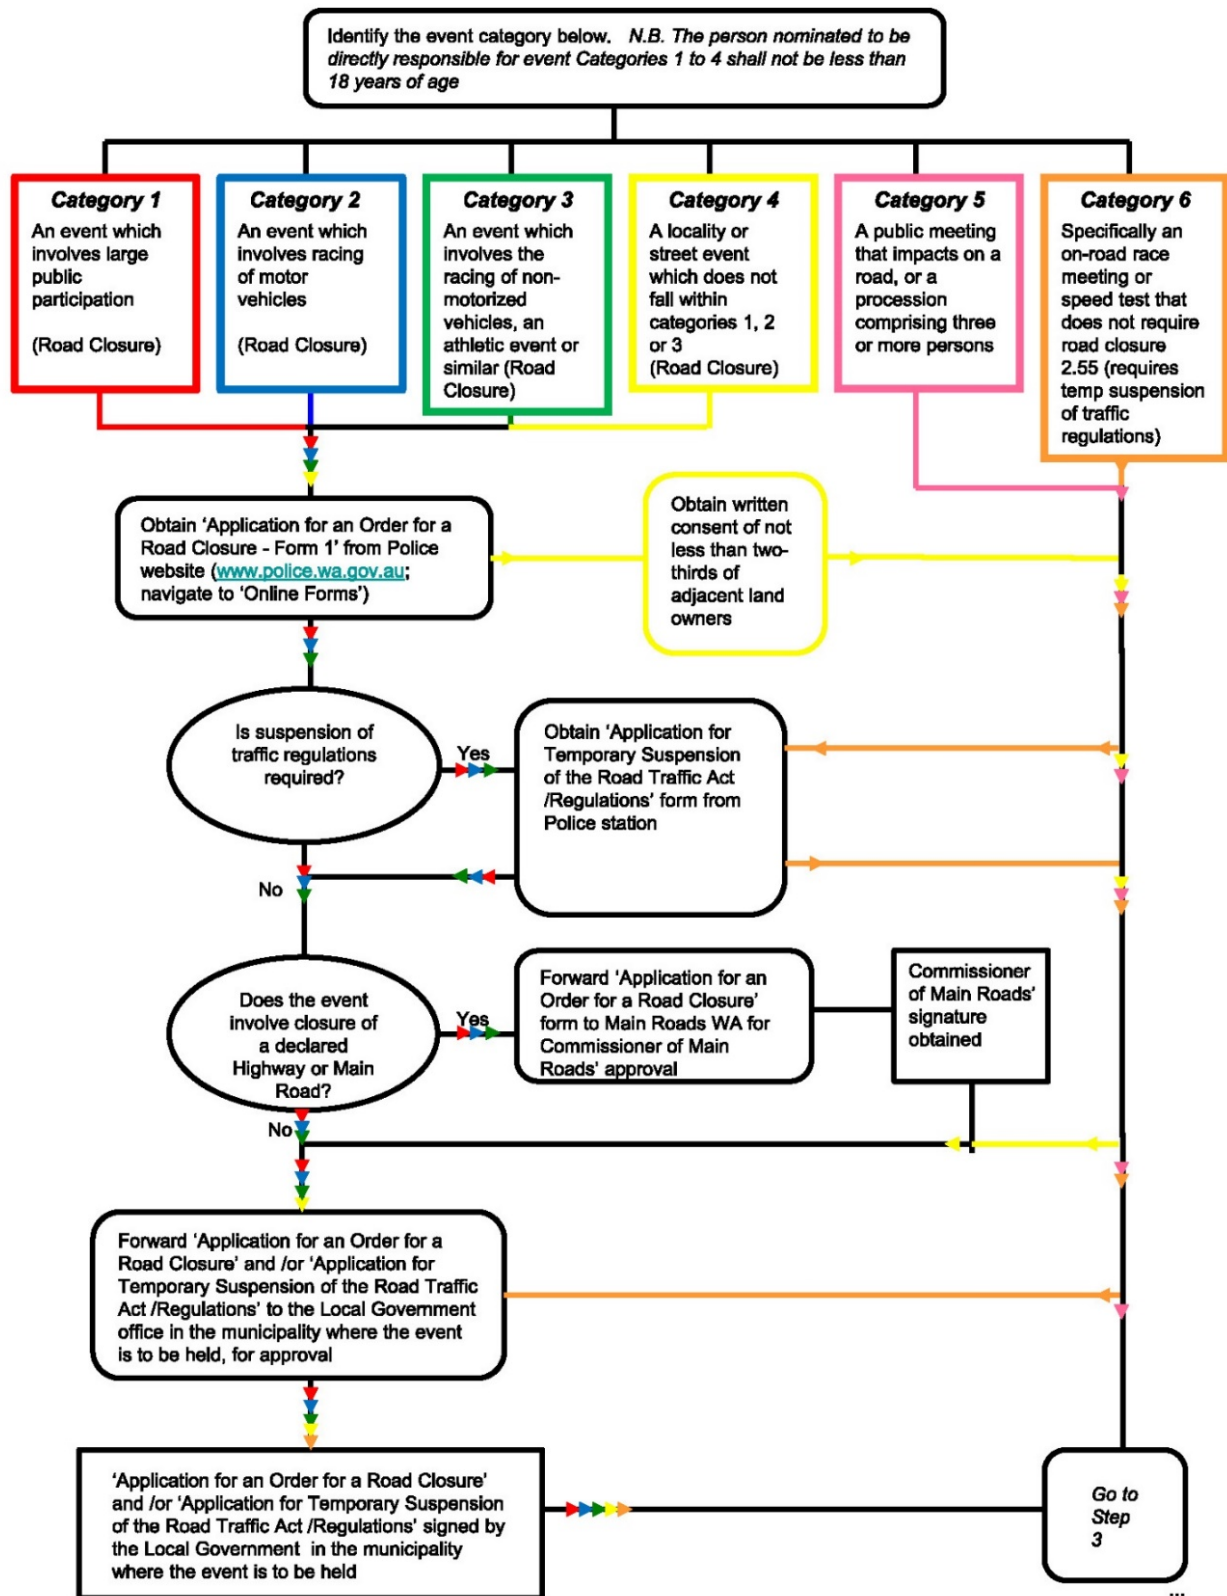 Identify the event category below. N.B. The person nominated to be
directly responsible for event Categories 1 to 4 shall not be less than
18 years of age
Category 1
An event which
involves large
public
participation
(Road Closure)
Category 2
An event which
involves racing
of motor
vehicles
(Road Closure)
Category 3
An event which
involves the
racing of non-
motorized
vehicles, an
athletic event or
similar (Road
Closure)
Category 4
A locality or
street event
which does not
fall within
categories 1, 2
or 3
(Road Closure)
Category 5
A public meeting
that impacts on a
road, or a
procession
comprising three
or more persons
Category 6
Specifically an
on-road race
meeting or
speed test that
does not require
road closure
2.55 (requires
temp suspension
of traffic
regulations)
Obtain ‘Application for an Order for a
Road Closure - Form 1’ from Police
website (www.police.wa.gov.au;
navigate to ‘Online Forms’)
Obtain written
consent of not
less than two-
thirds of
adjacent land
owners
Is suspension of
traffic regulations
required?
Yes
Obtain ‘Application for
Temporary Suspension
of the Road Traffic Act
/Regulations’ form from
Police station
No
Does the event
involve closure of
a declared
Highway or Main
Road?
Yes
Forward ‘Application for an
Order for a Road Closure’
form to Main Roads WA for
Commissioner of Main
Roads’ approval
Commissioner
of Main Roads’
signature
obtained
No
Forward ‘Application for an Order for a
Road Closure’ and /or ‘Application for
Temporary Suspension of the Road Traffic
Act /Regulations’ to the Local Government
office in the municipality where the event
is to be held, for approval
‘Application for an Order for a Road Closure’
and /or ‘Application for Temporary Suspension
of the Road Traffic Act /Regulations’ signed by
the Local Government in the municipality
where the event is to be held
Go to
Step
3
...